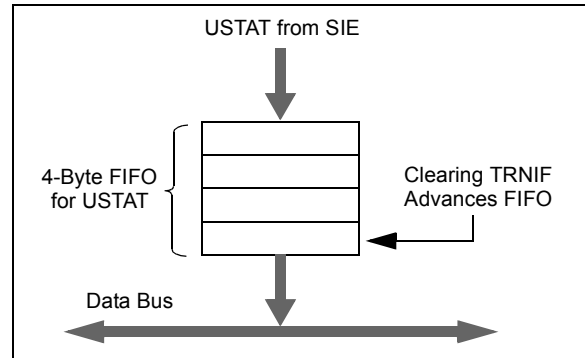 USTAT from SIE
4-Byte FIFO
for USTAT
Clearing TRNIF
Advances FIFO
Data Bus